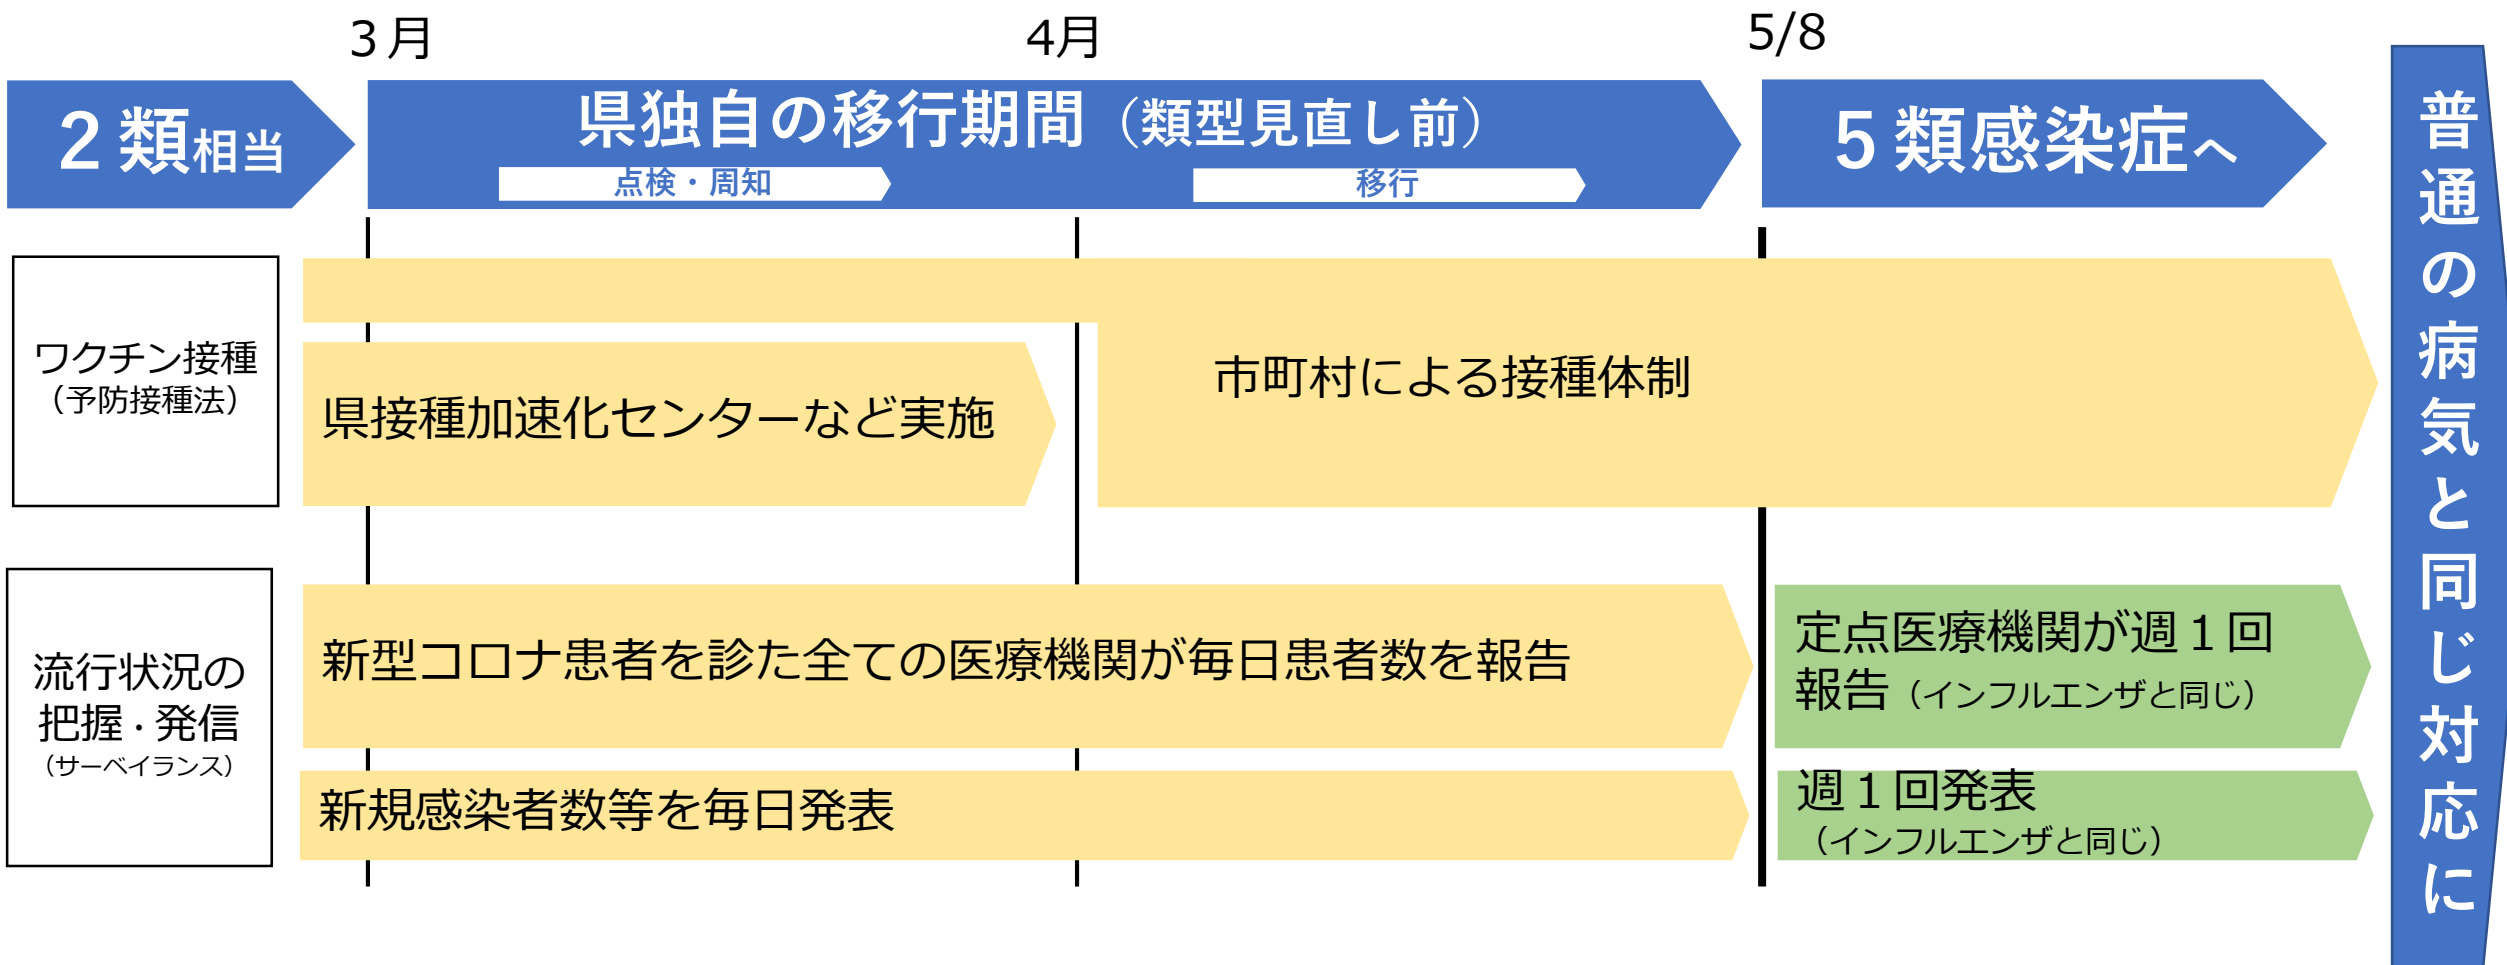 ３月
4月
5/8
２類相当
県独自の移行期間（類型見直し前）
点検・周知
移行
５類感染症へ
普通の病気と同じ対応に
ワクチン接種
（予防接種法）
県接種加速化センターなど実施
市町村による接種体制
流行状況の
把握・発信
（サーベイランス）
新型コロナ患者を診た全ての医療機関が毎日患者数を報告
定点医療機関が週１回
報告（インフルエンザと同じ）
新規感染者数等を毎日発表
週１回発表
（インフルエンザと同じ）